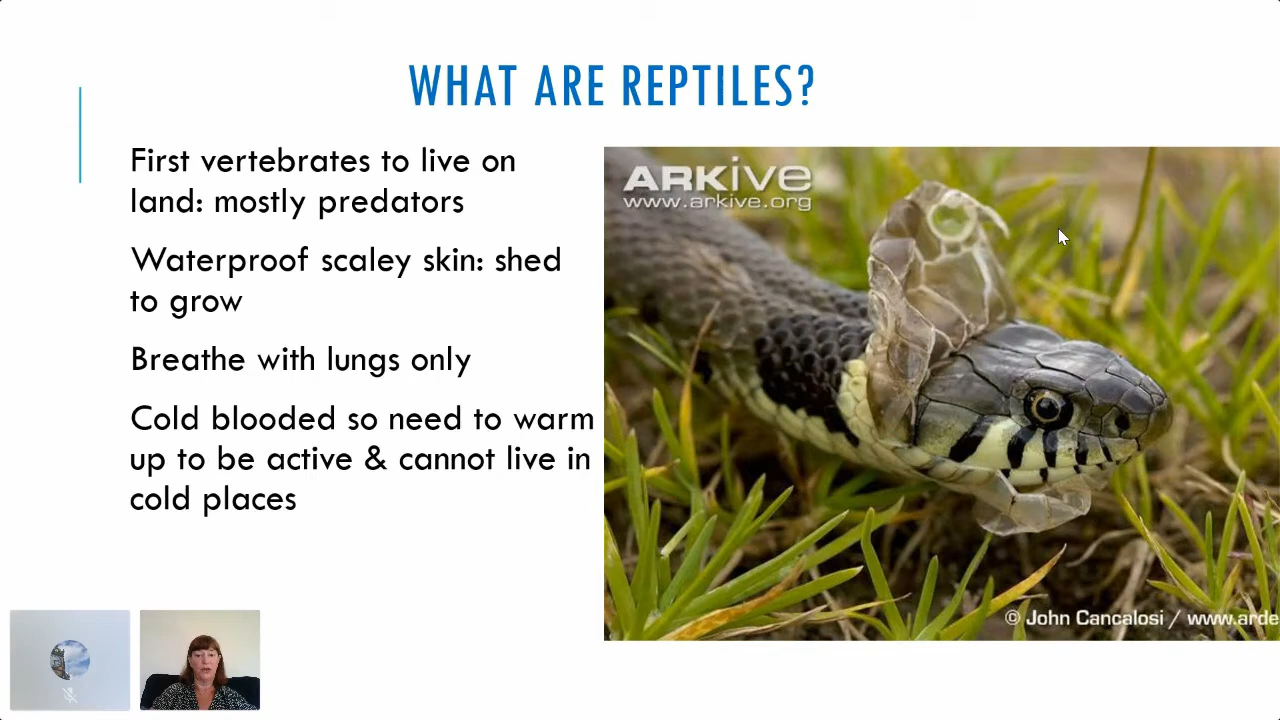 WHAT ARE REPTILES?
First vertebrates to live on
land: mostly predators
Waterproof scaley skin: shed
to grow
Breathe with lungs only
Cold blooded so need to warm
up to be active & cannot live in
cold places
ARKive
www.arkive.org
© John Cancalosi / www.arde